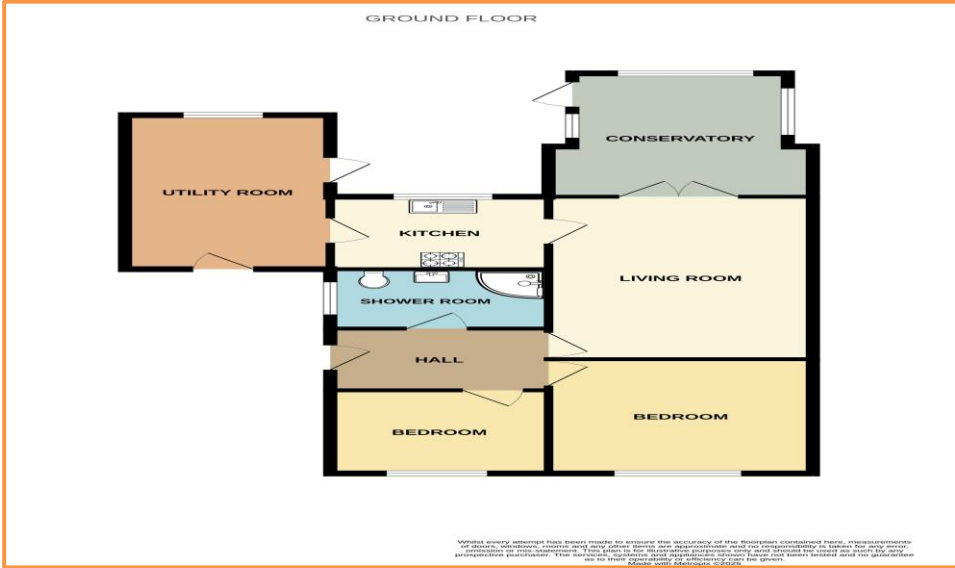 GROUND FLOOR
CONSERVATORY
UTILITY ROOM
KITCHEN
LIVING ROOM
SHOWER ROOM
HALL
BEDROOM
BEDROOM
Whilst every attempt has been made to ensure the accuracy of the floorplan contained here, measurements
of doors, windows, rooms and any other items are approximate and no responsibility is taken for any error,
omission or mis-statement. This plan is for illustrative purposes only and should be used as such by any
prospective purchaser. The services, systems and appliances shown have not been tested and no guarantee
as to their operability or efficiency can be given.
Made with Metropix ©2025